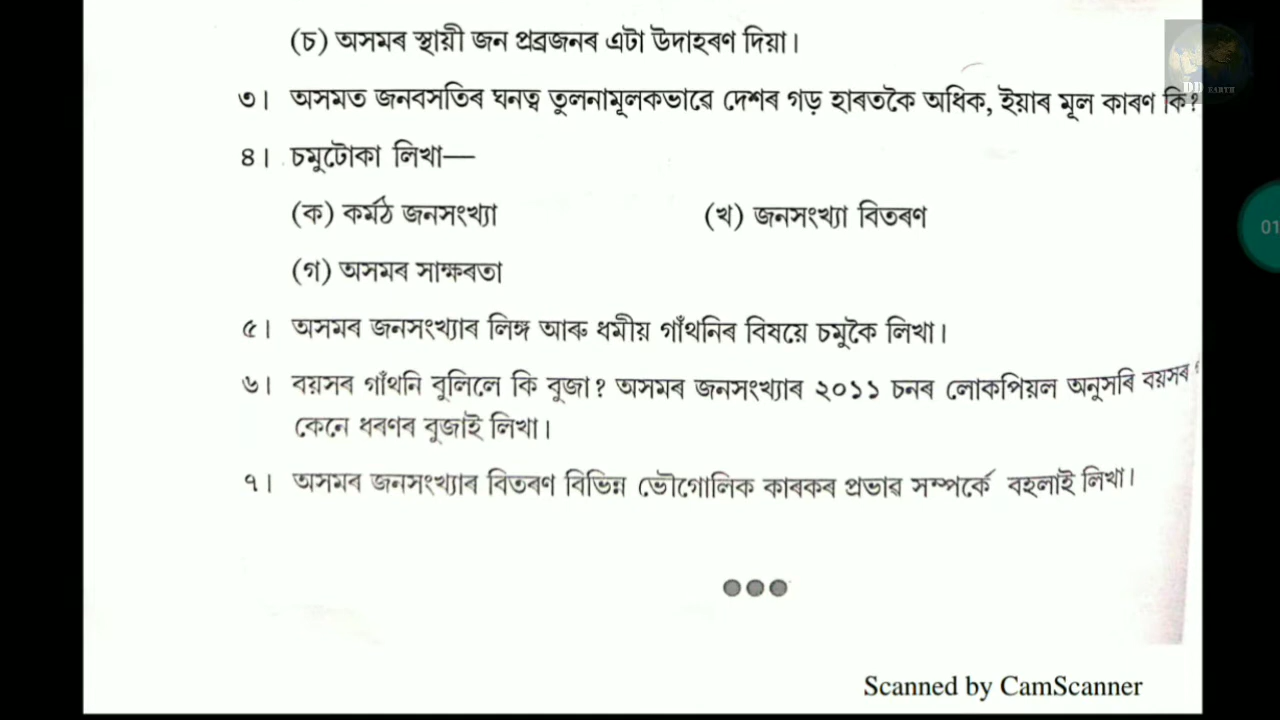 (চ) অসমৰ স্থায়ী জন প্ৰব্ৰজনৰ এটা উদাহৰণ দিয়া।
DD EARTH
৩। অসমত জনবসতিৰ ঘনত্ব তুলনামূলকভাৱে দেশৰ গড় হাৰতকৈ অধিক, ইয়াৰ মূল কাৰণ কি?
৪। চমুটোকা লিখা—
(ক) কৰ্মঠ জনসংখ্যা (খ) জনসংখ্যা বিতৰণ
01
(গ) অসমৰ সাক্ষৰতা
৫। অসমৰ জনসংখ্যাৰ লিঙ্গ আৰু ধৰ্মীয় গাঁথনিৰ বিষয়ে চমুকৈ লিখা।
৬। বয়সৰ গাঁথনি বুলিলে কি বুজা? অসমৰ জনসংখ্যাৰ ২০১১ চনৰ লোকপিয়ল অনুসৰি বয়সৰ
কেনে ধৰণৰ বুজাই লিখা।
৭। অসমৰ জনসংখ্যাৰ বিতৰণ বিভিন্ন ভৌগোলিক কাৰকৰ প্ৰভাৱ সম্পৰ্কে বহলাই লিখা।
Scanned by CamScanner